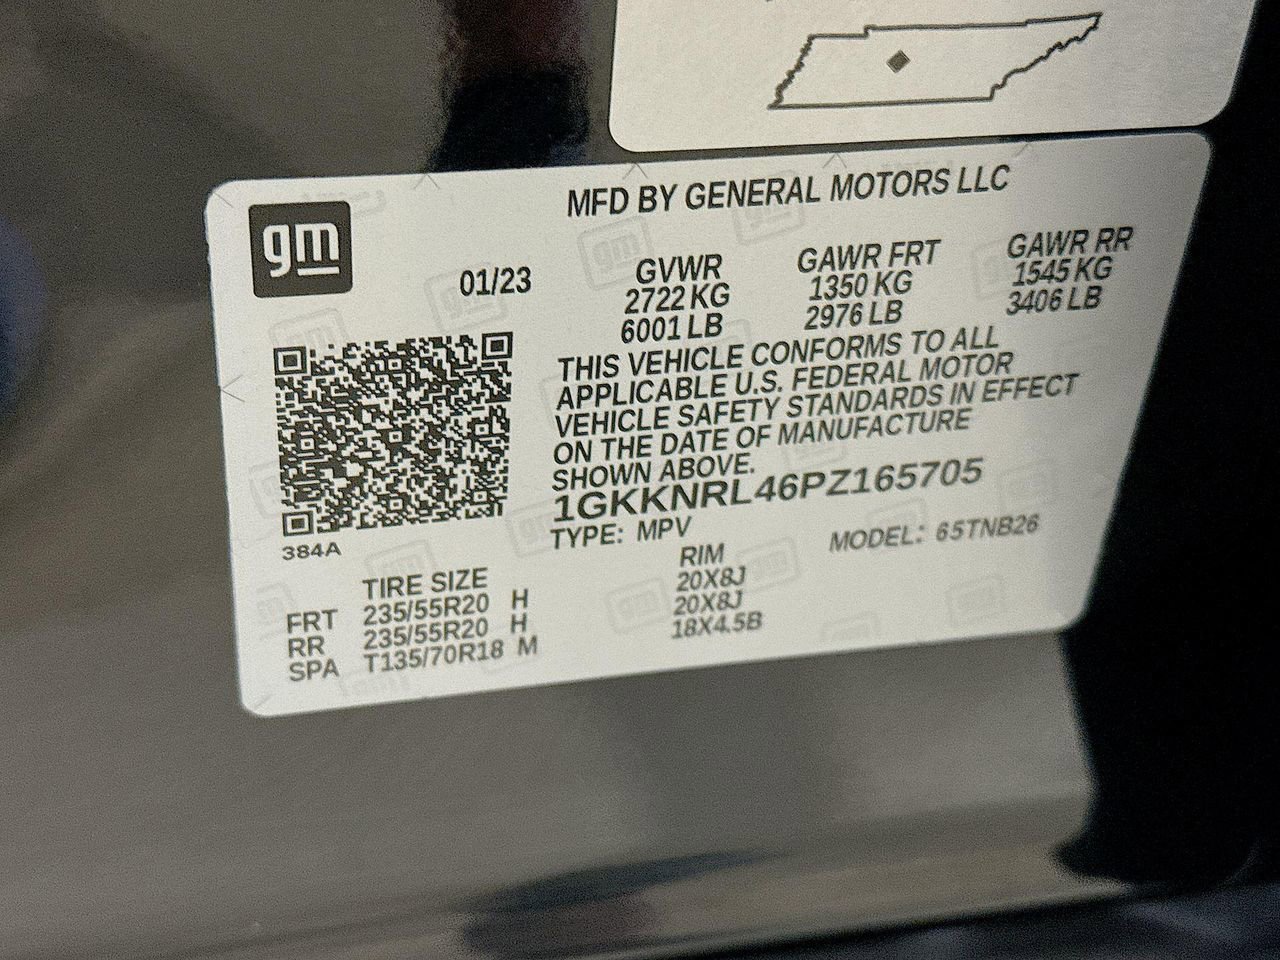 gm
MFD BY GENERAL MOTORS LLC
01/23
GVWR GAWR FRT GAWR RR
2722 KG 1350 KG 1545 KG
6001 LB 2976 LB 3406 LB
THIS VEHICLE CONFORMS TO ALL
APPLICABLE U.S. FEDERAL MOTOR
VEHICLE SAFETY STANDARDS IN EFFECT
ON THE DATE OF MANUFACTURE
SHOWN ABOVE.
1GKKNRL46PZ165705
TYPE: MPV MODEL: 65TNB26
384A
TIRE SIZE RIM
FRT 235/55R20 H 20X8J
RR 235/55R20 H 20X8J
SPA T135/70R18 M 18X4.5B